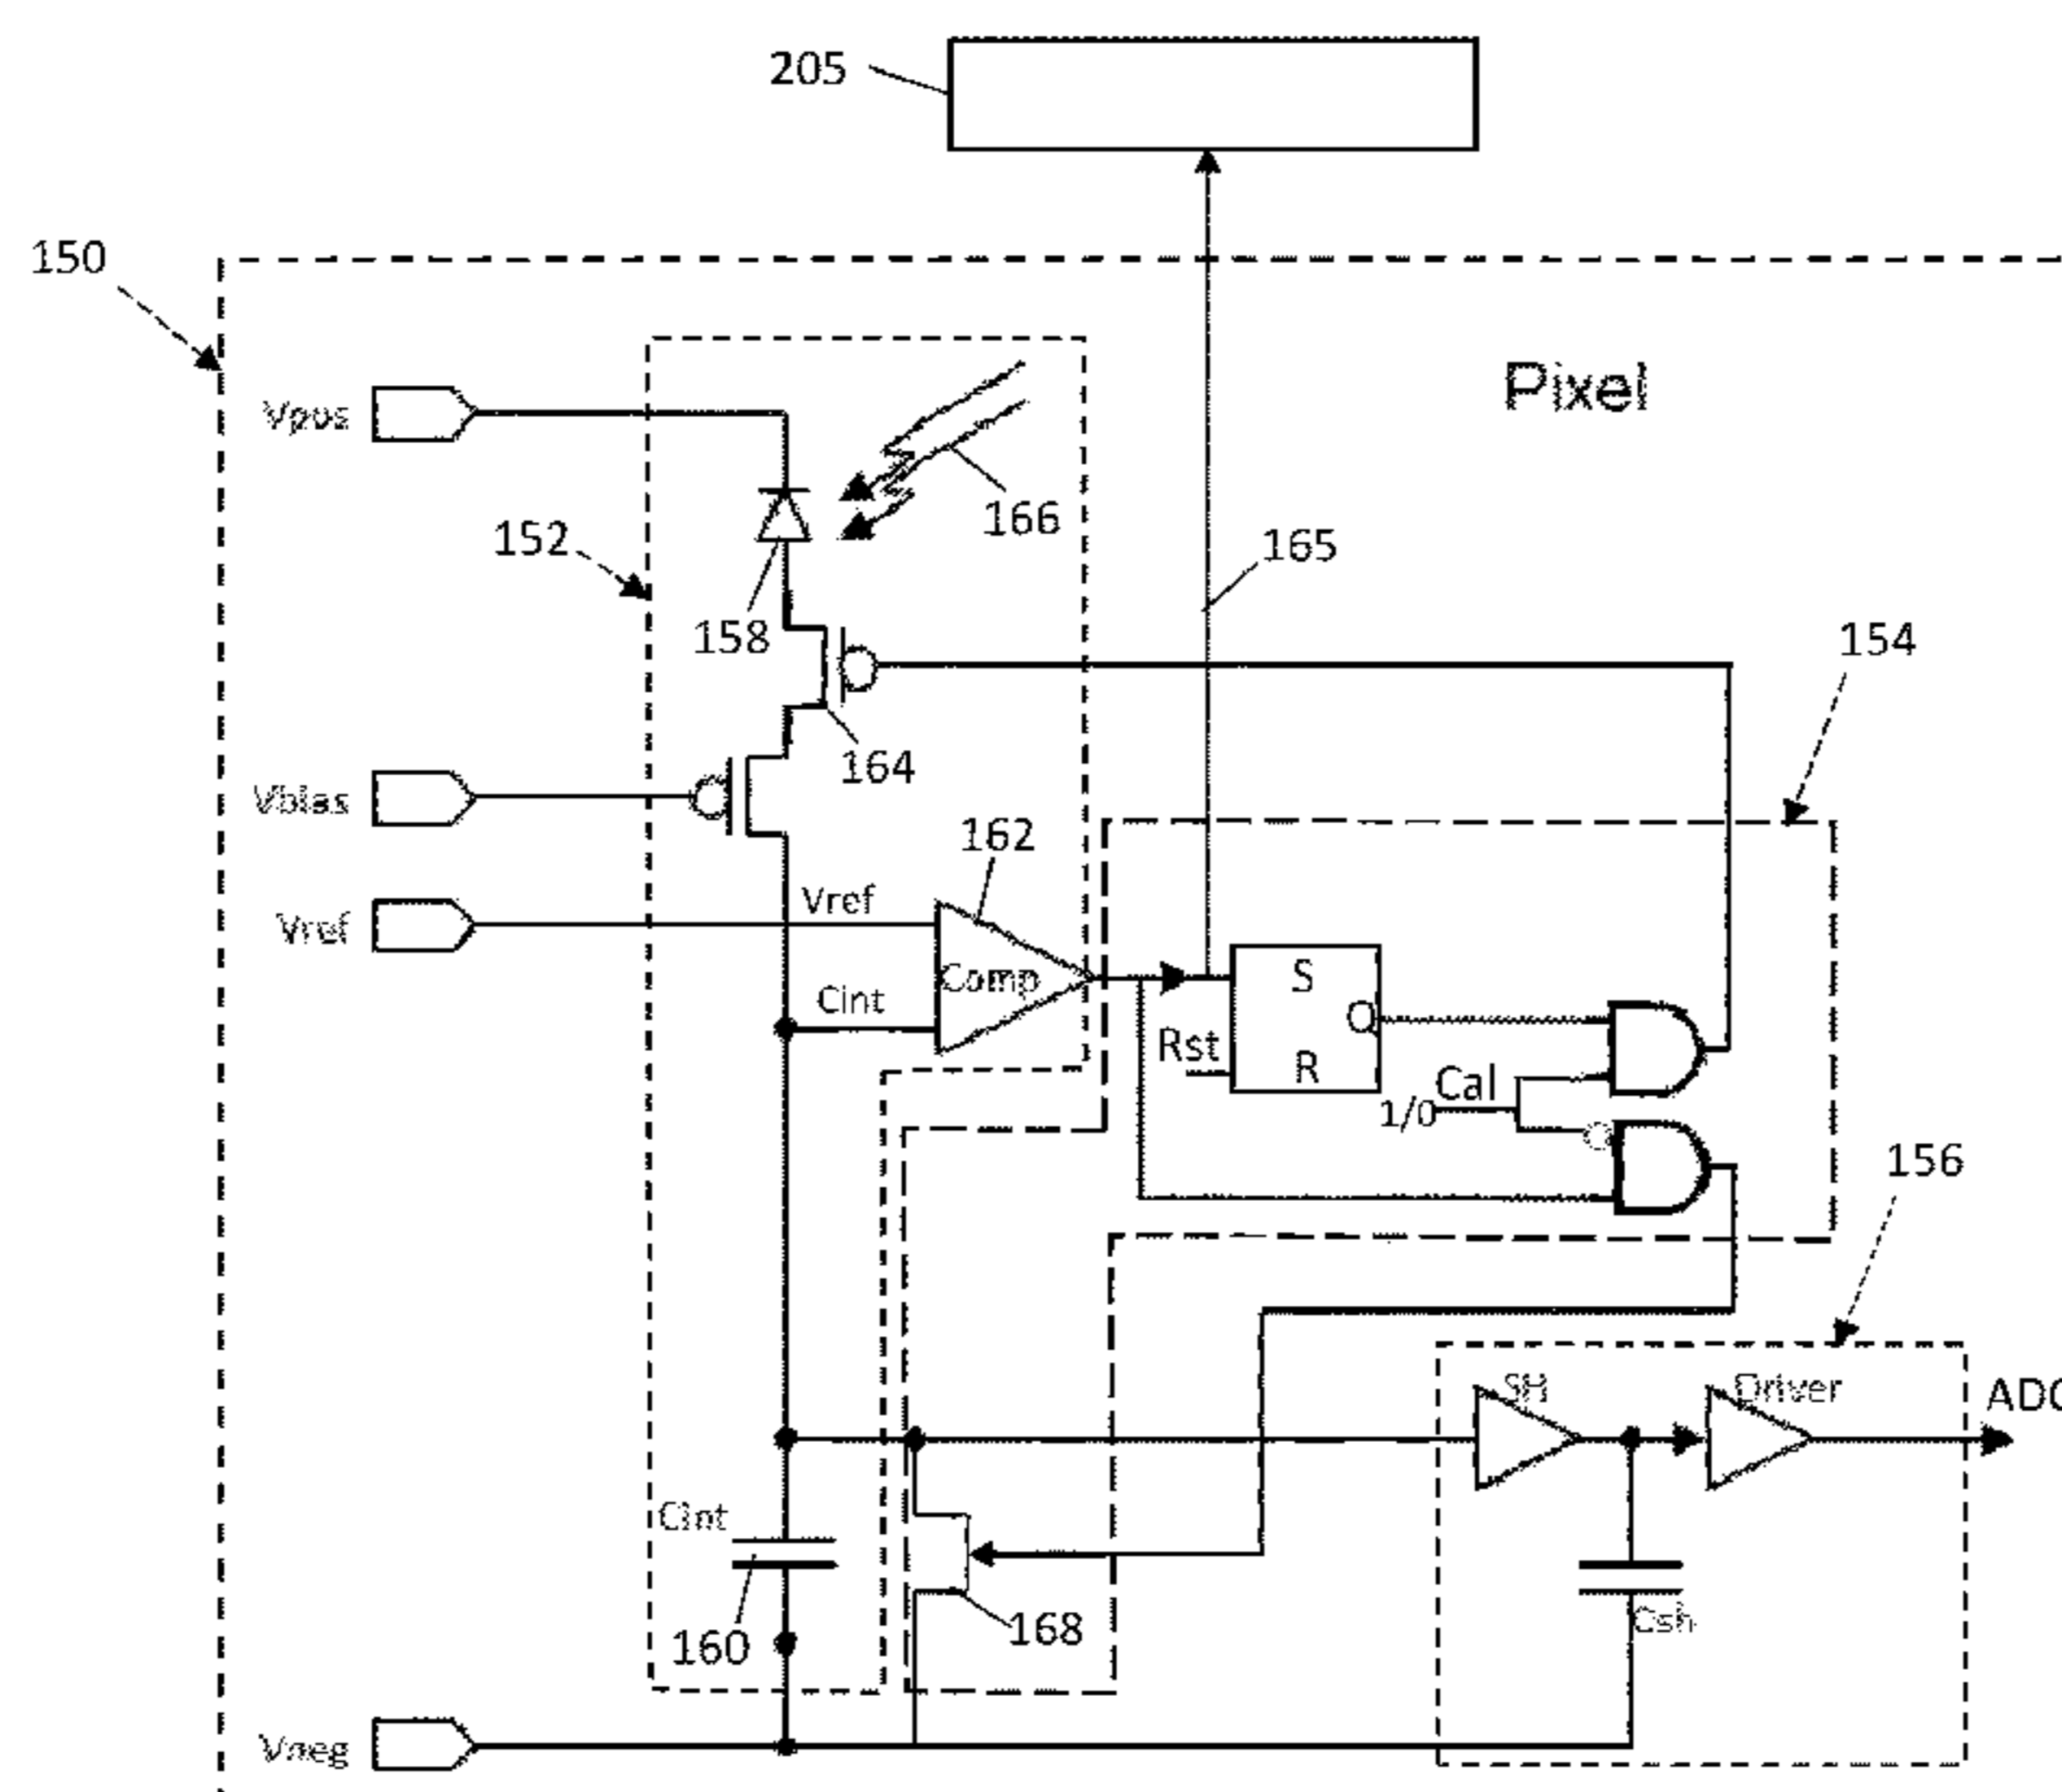 205
150
Pixel
Vpos
166
152
165
158
154
164
Vbias
162
Vref
Vref
Comp
S
Cint
Rst
R
Cal
1/0
156
SH
Driver
ADC
Cint
Csh
168
160
Vneg